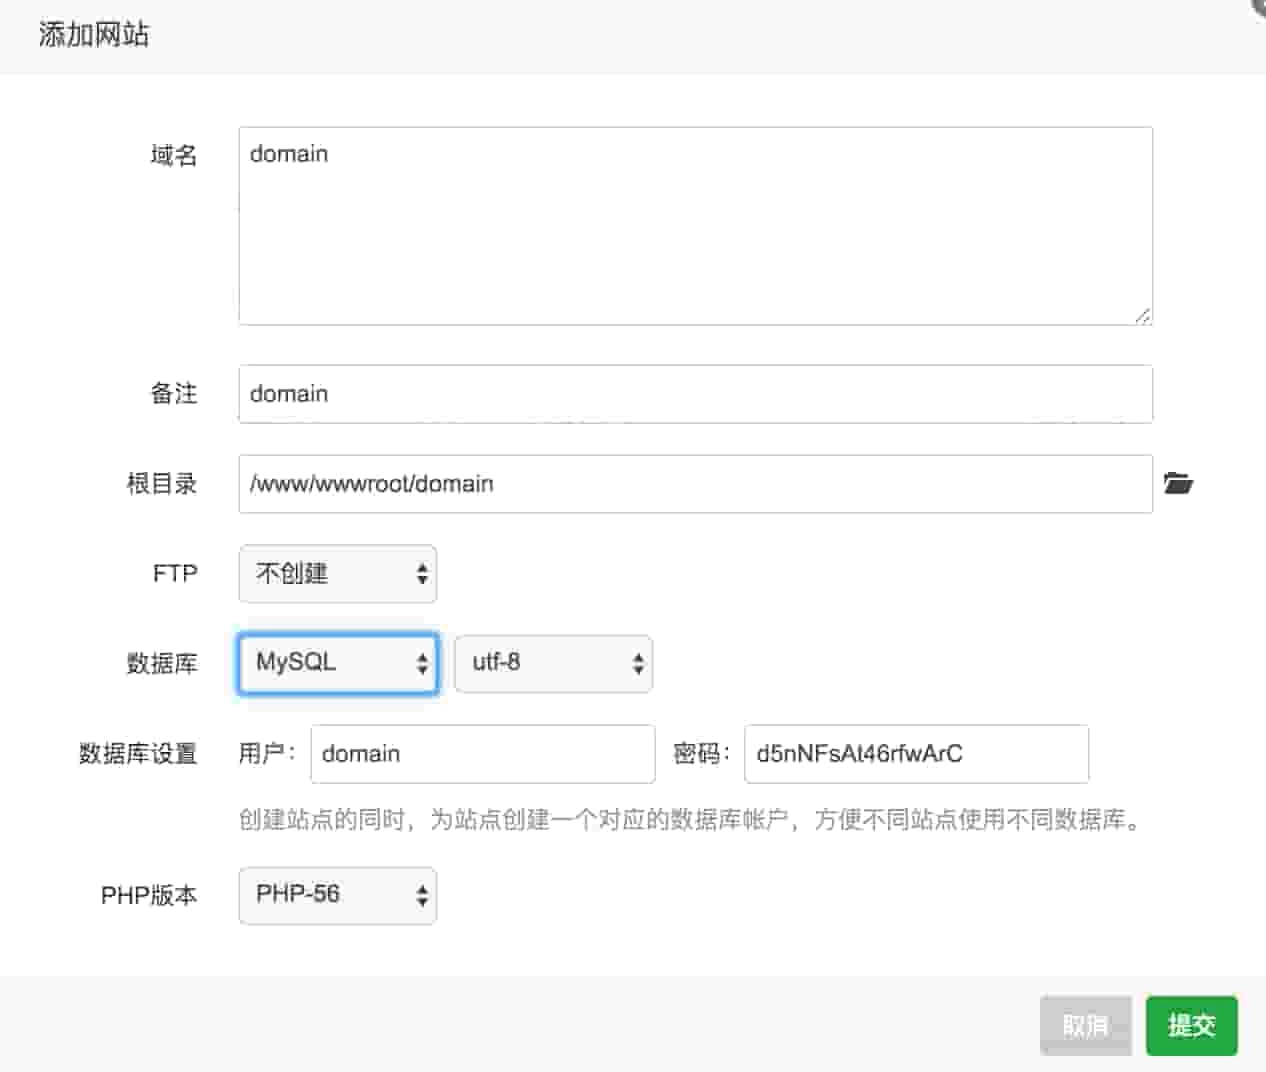 添加网站
域名 domain
备注 domain
根目录 /www/wwwroot/domain
FTP 不创建
数据库 MySQL utf-8
数据库设置 用户： domain 密码： d5nNFsAt46rfwArC
创建站点的同时，为站点创建一个对应的数据库帐户，方便不同站点使用不同数据库。
PHP版本 PHP-56
取消 提交